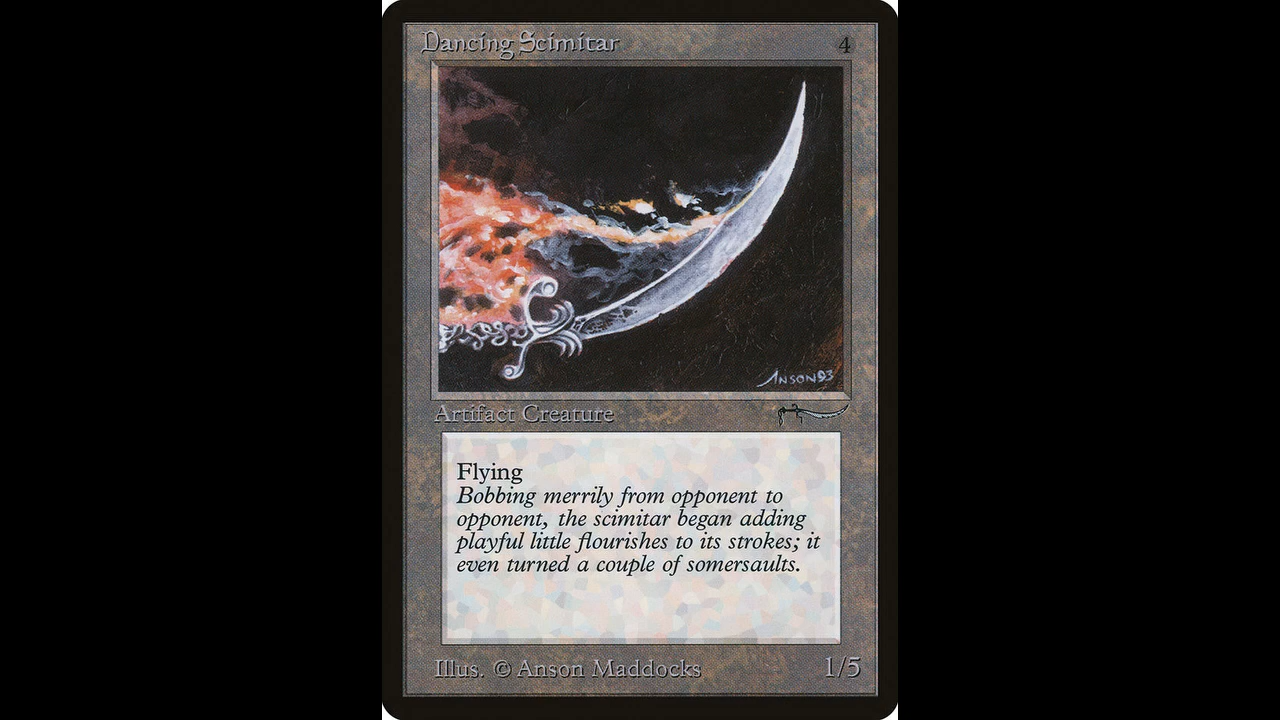 Dancing Scimitar 4
ANSON93
Artifact Creature
Flying
Bobbing merrily from opponent to
opponent, the scimitar began adding
playful little flourishes to its strokes; it
even turned a couple of somersaults.
Illus. © Anson Maddocks 1/5